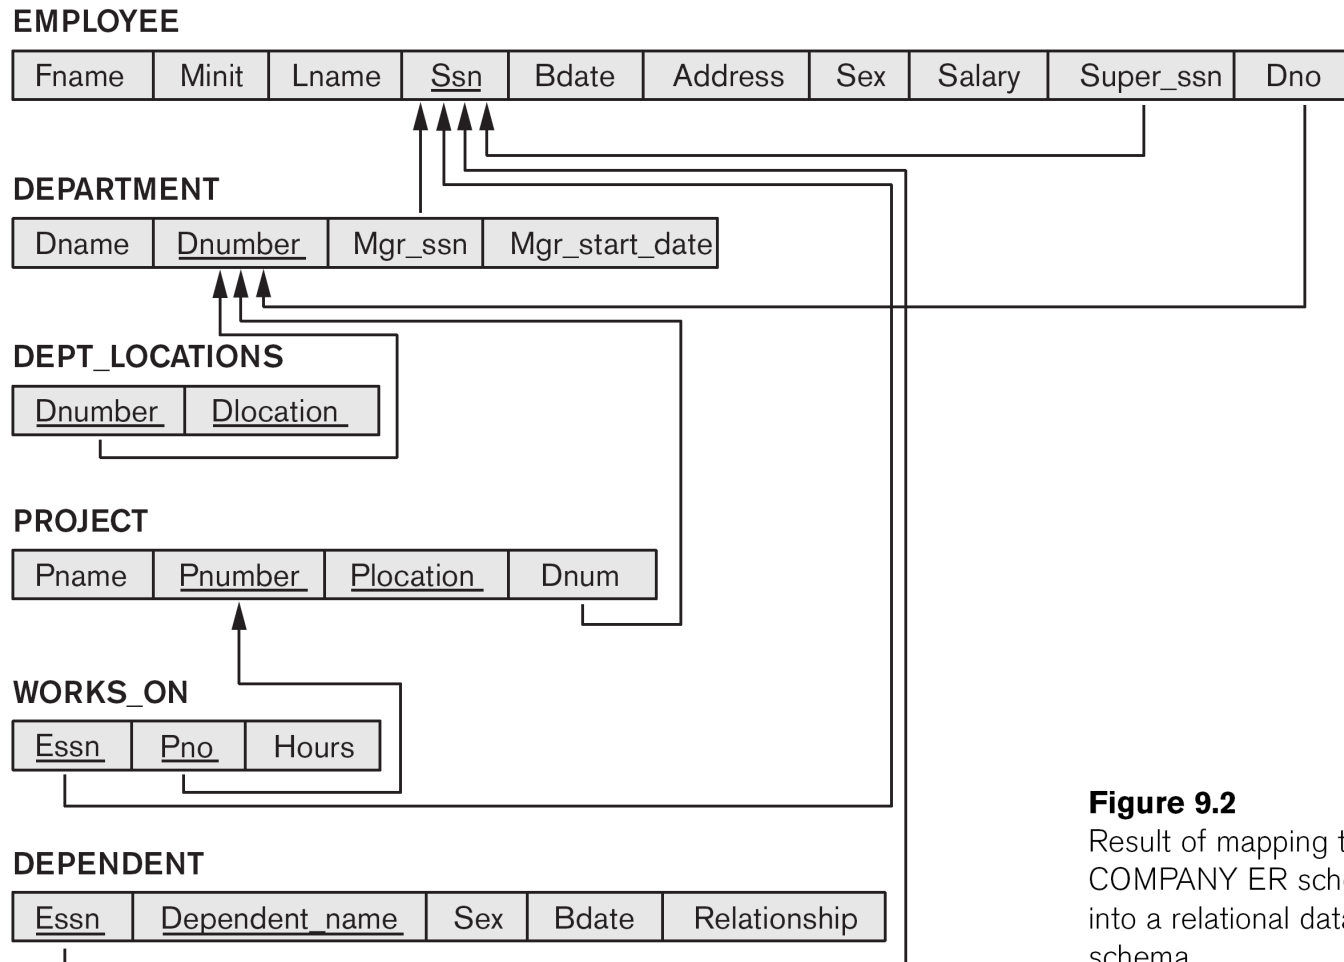 EMPLOYEE
Fname Minit Lname Ssn Bdate Address Sex Salary Super_ssn Dno
DEPARTMENT
Dname Dnumber Mgr_ssn Mgr_start_date
DEPT_LOCATIONS
Dnumber Dlocation
PROJECT
Pname Pnumber Plocation Dnum
WORKS_ON
Essn Pno Hours
DEPENDENT
Essn Dependent_name Sex Bdate Relationship
Figure 9.2
Result of mapping
COMPANY ER
into a relational
schema